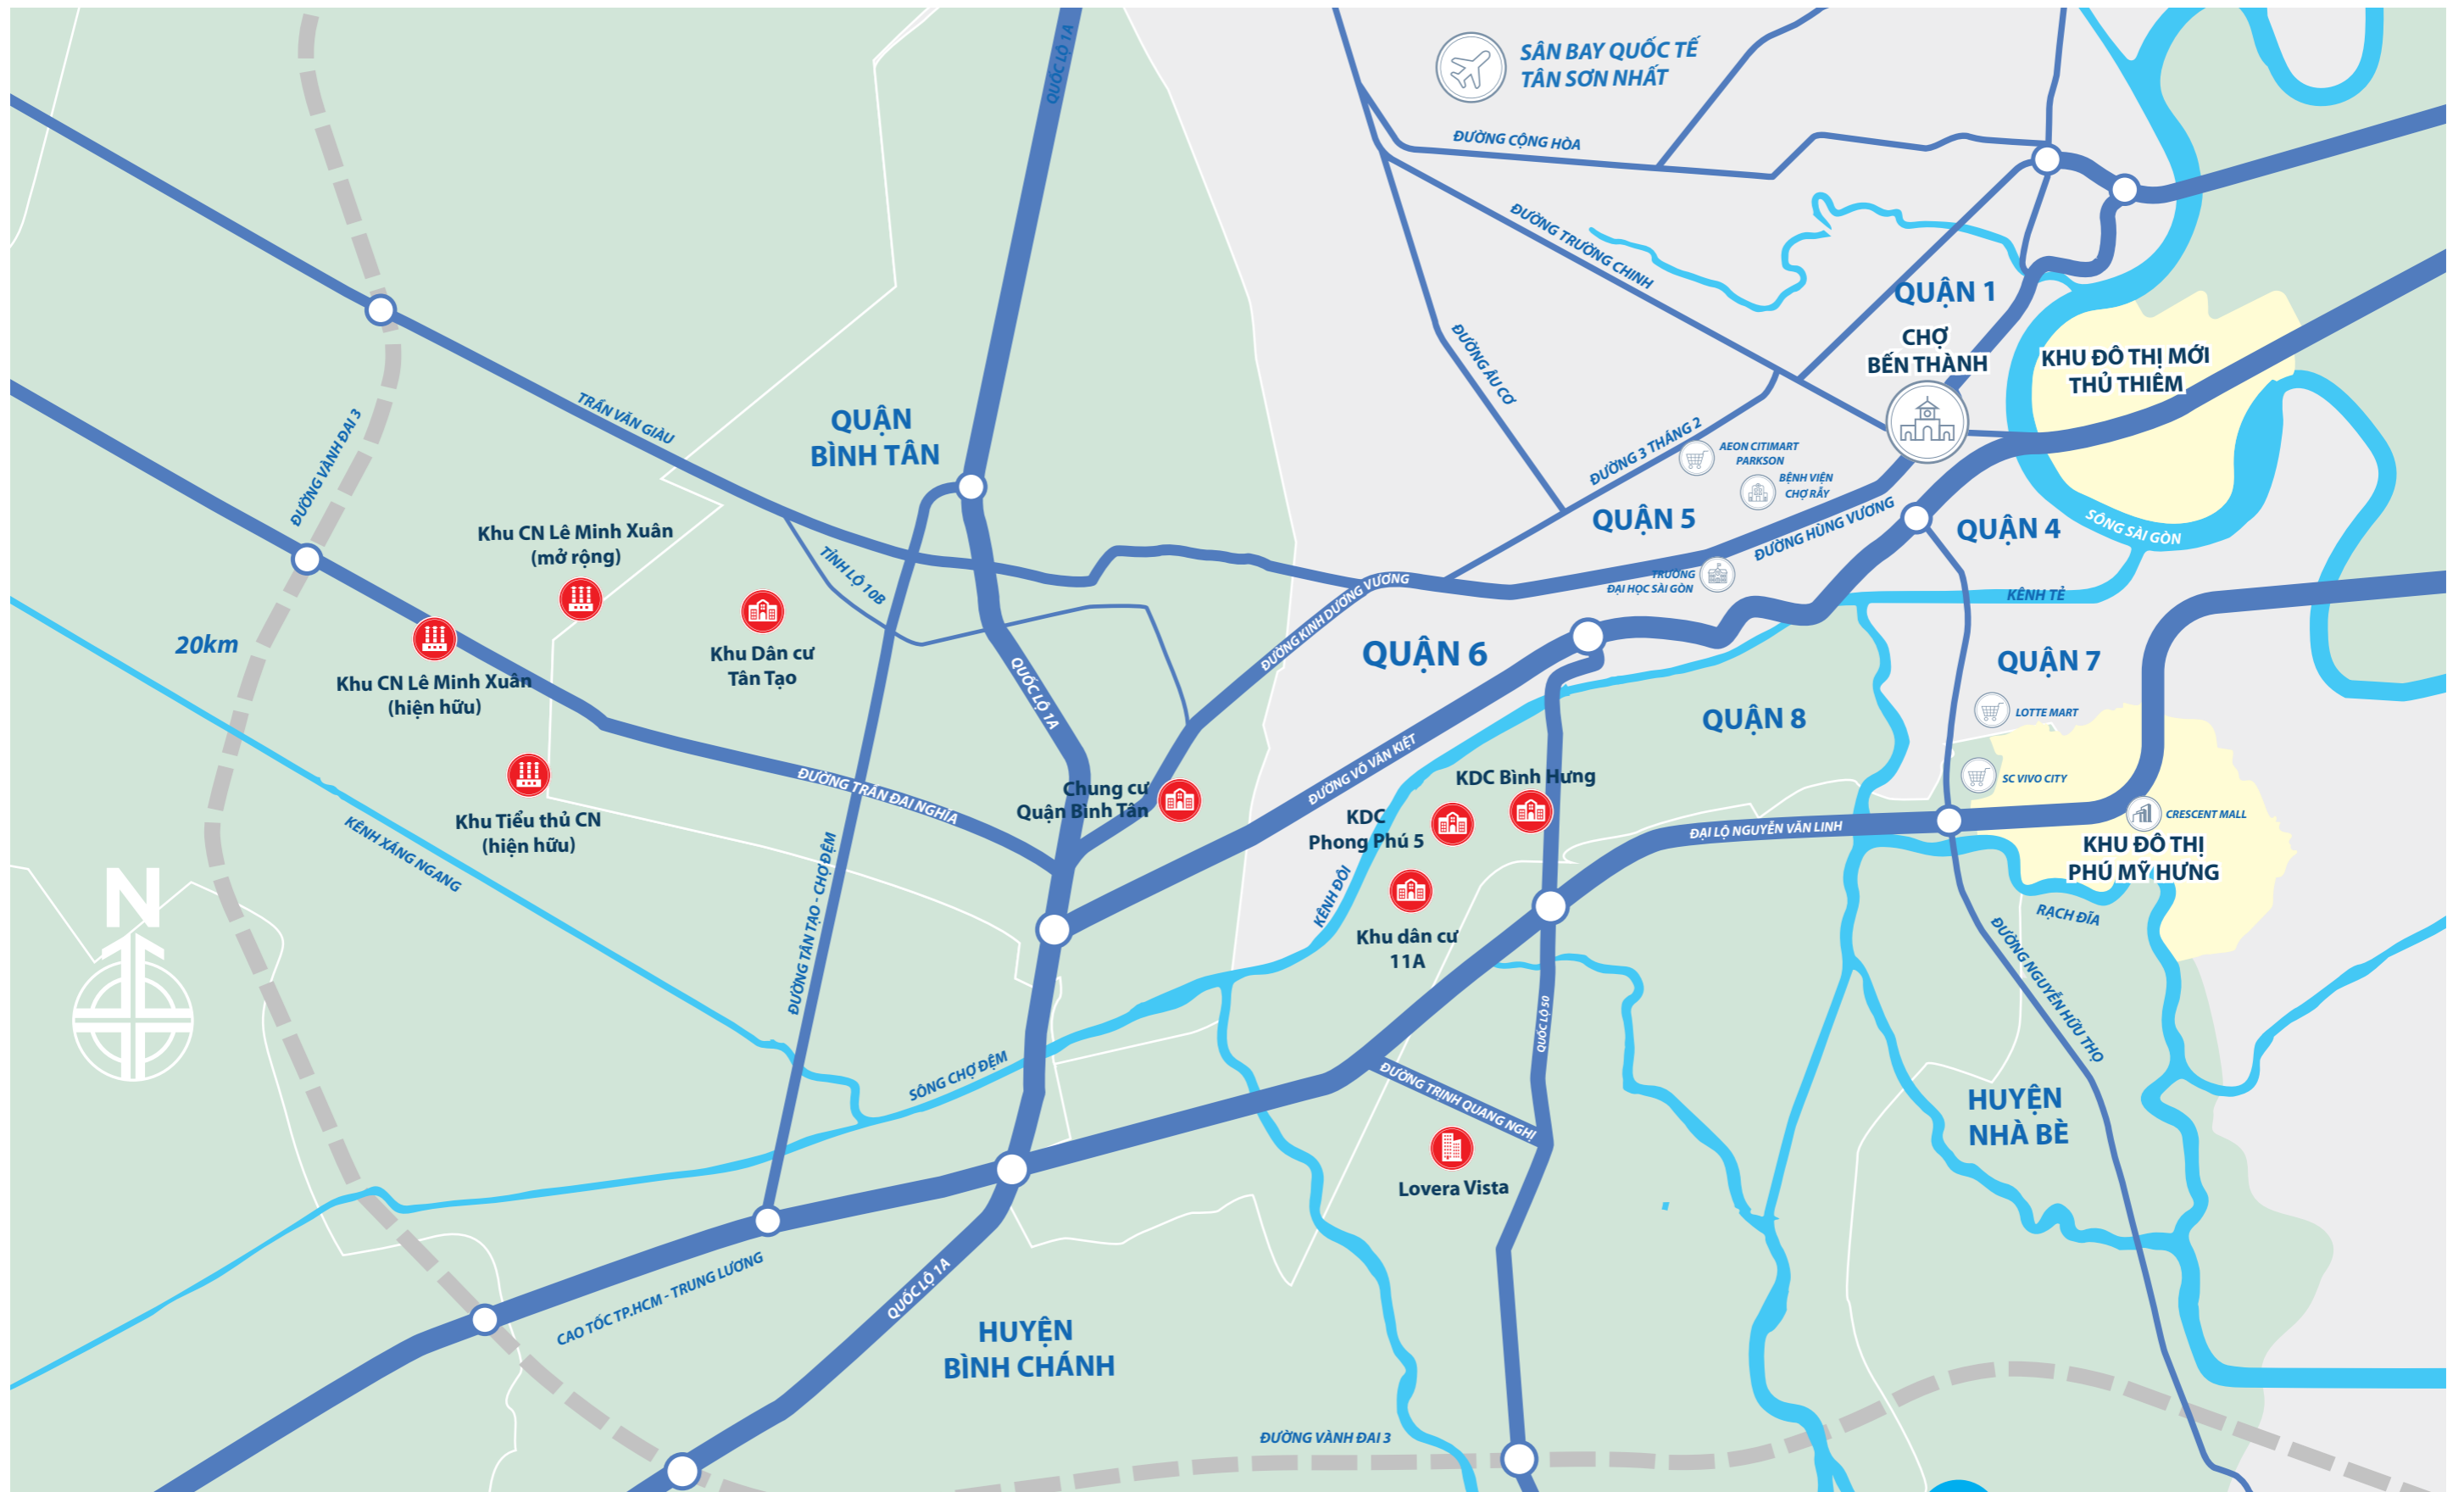 QUỐC LỘ 1A
SÂN BAY QUỐC TẾ
TÂN SƠN NHẤT
ĐƯỜNG CỘNG HÒA
ĐƯỜNG TRƯỜNG CHINH
QUẬN 1
CHỢ
BẾN THÀNH
KHU ĐÔ THỊ MỚI
THỦ THIÊM
ĐƯỜNG ÂU CƠ
TRẦN VĂN GIÀU
QUẬN
BÌNH TÂN
ĐƯỜNG VÀNH ĐAI 3
ĐƯỜNG 3 THÁNG 2
AEON CITIMART
PARKSON
BỆNH VIỆN
CHỢ RẪY
QUẬN 5
ĐƯỜNG HÙNG VƯƠNG
QUẬN 4
SÔNG SÀI GÒN
Khu CN Lê Minh Xuân
(mở rộng)
TỈNH LỘ 10B
TRƯỜNG
ĐẠI HỌC SÀI GÒN
KÊNH TẺ
20km
Khu Dân cư
Tân Tạo
ĐƯỜNG KINH DƯƠNG VƯƠNG
QUẬN 6
QUẬN 7
Khu CN Lê Minh Xuân
(hiện hữu)
QUỐC LỘ 1A
QUẬN 8
LOTTE MART
ĐƯỜNG TRẦN ĐẠI NGHĨA
Chung cư
Quận Bình Tân
ĐƯỜNG VÕ VĂN KIỆT
KDC Bình Hưng
SC VIVO CITY
Khu Tiểu thủ CN
(hiện hữu)
KDC
Phong Phú 5
ĐẠI LỘ NGUYỄN VĂN LINH
CRESCENT MALL
KHU ĐÔ THỊ
PHÚ MỸ HƯNG
KÊNH XÁNG NGANG
ĐƯỜNG TÂN TẠO - CHỢ ĐỆM
KÊNH ĐÔI
RẠCH ĐĨA
N
Khu dân cư
11A
ĐƯỜNG NGUYỄN HỮU THỌ
QUỐC LỘ 50
SÔNG CHỢ ĐỆM
ĐƯỜNG TRỊNH QUANG NGHỊ
HUYỆN
NHÀ BÈ
Lovera Vista
CAO TỐC TP.HCM - TRUNG LƯƠNG
QUỐC LỘ 1A
HUYỆN
BÌNH CHÁNH
ĐƯỜNG VÀNH ĐAI 3